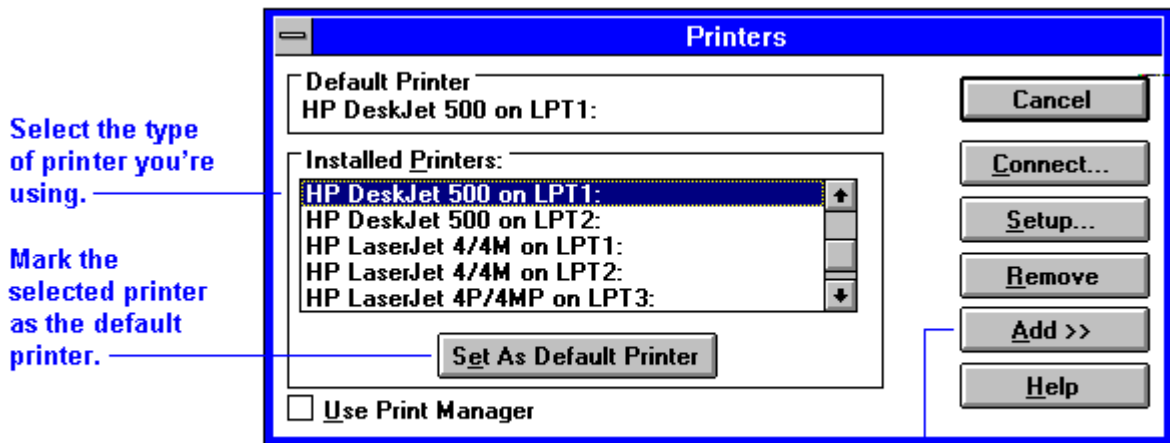 Printers
Default Printer
HP DeskJet 500 on LPT1:
Cancel
Select the type
of printer you're
using.
Installed Printers:
HP DeskJet 500 on LPT1:
HP DeskJet 500 on LPT2:
HP LaserJet 4/4M on LPT1:
HP LaserJet 4/4M on LPT2:
HP LaserJet 4P/4MP on LPT3:
Connect...
Setup...
Remove
Mark the
selected printer
as the default
printer.
Set As Default Printer
Add >>
Help
Use Print Manager